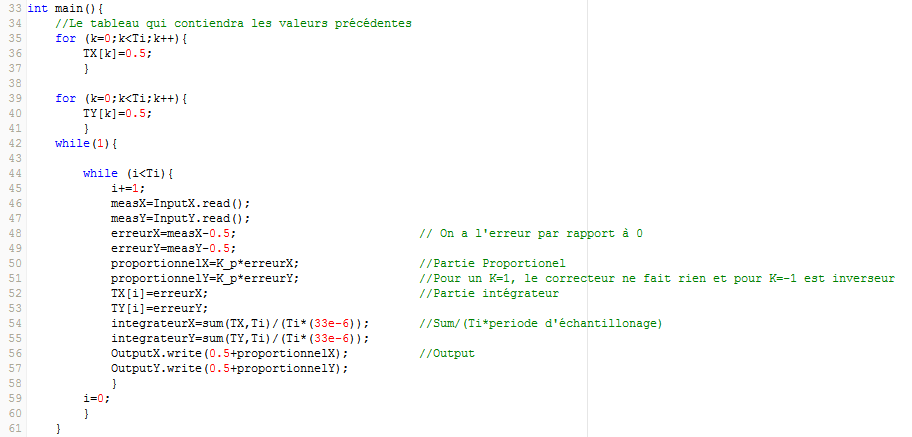 33 int main(){
34     //Le tableau qui contiendra les valeurs précédentes
35     for (k=0;k<Ti;k++){
36         TX[k]=0.5;
37         }
38
39     for (k=0;k<Ti;k++){
40         TY[k]=0.5;
41         }
42     while(1){
43
44         while (i<Ti){
45             i+=1;
46             measX=InputX.read();
47             measY=InputY.read();
48             erreurX=measX-0.5;                          // On a l'erreur par rapport à 0
49             erreurY=measY-0.5;
50             proportionnelX=K_p*erreurX;                 //Partie Proportionel
51             proportionnelY=K_p*erreurY;                 //Pour un K=1, le correcteur ne fait rien et pour K=-1 est inverseur
52             TX[i]=erreurX;                              //Partie intégrateur
53             TY[i]=erreurY;
54             integrateurX=sum(TX,Ti)/(Ti*(33e-6));       //Sum/(Ti*periode d'échantillonage)
55             integrateurY=sum(TY,Ti)/(Ti*(33e-6));
56             OutputX.write(0.5+proportionnelX);          //Output
57             OutputY.write(0.5+proportionnelY);
58             }
59         i=0;
60         }
61     }